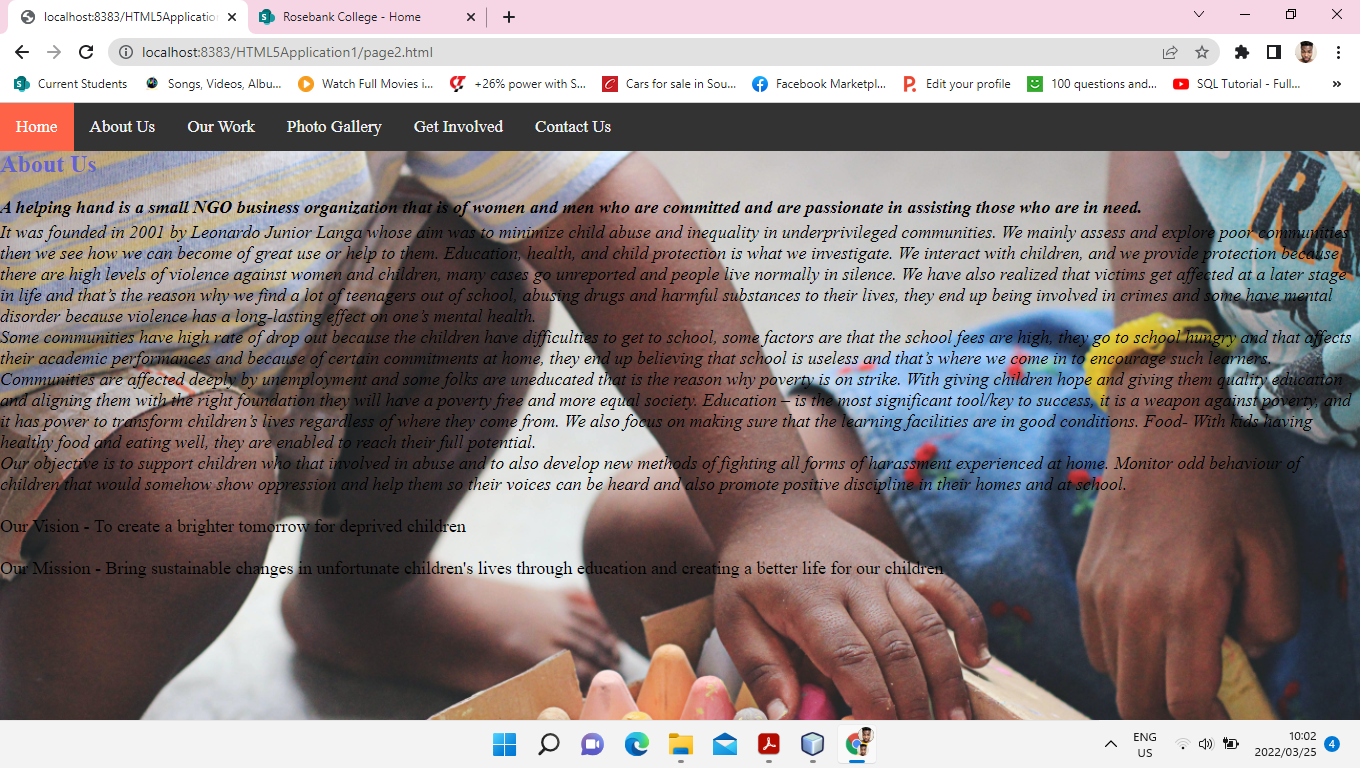 localhost:8383/HTML5Application
Rosebank College - Home
localhost:8383/HTML5Application1/page2.html
Current Students
Songs, Videos, Albu...
Watch Full Movies i...
+26% power with S...
Cars for sale in Sou...
Facebook Marketpl...
Edit your profile
100 questions and...
SQL Tutorial - Full...
»
Home
About Us
Our Work
Photo Gallery
Get Involved
Contact Us
About Us
A helping hand is a small NGO business organization that is of women and men who are committed and are passionate in assisting those who are in need.
It was founded in 2001 by Leonardo Junior Langa whose aim was to minimize child abuse and inequality in underprivileged communities. We mainly assess and explore poor communities
then we see how we can become of great use or help to them. Education, health, and child protection is what we investigate. We interact with children, and we provide protection because
there are high levels of violence against women and children, many cases go unreported and people live normally in silence. We have also realized that victims get affected at a later stage
in life and that’s the reason why we find a lot of teenagers out of school, abusing drugs and harmful substances to their lives, they end up being involved in crimes and some have mental
disorder because violence has a long-lasting effect on one’s mental health.
Some communities have high rate of drop out because the children have difficulties to get to school, some factors are that the school fees are high, they go to school hungry and that affects
their academic performances and because of certain commitments at home, they end up believing that school is useless and that’s where we come in to encourage such learners.
Communities are affected deeply by unemployment and some folks are uneducated that is the reason why poverty is on strike. With giving children hope and giving them quality education
and aligning them with the right foundation they will have a poverty free and more equal society. Education – is the most significant tool/key to success, it is a weapon against poverty, and
it has power to transform children’s lives regardless of where they come from. We also focus on making sure that the learning facilities are in good conditions. Food- With kids having
healthy food and eating well, they are enabled to reach their full potential.
Our objective is to support children who that involved in abuse and to also develop new methods of fighting all forms of harassment experienced at home. Monitor odd behaviour of
children that would somehow show oppression and help them so their voices can be heard and also promote positive discipline in their homes and at school.
Our Vision - To create a brighter tomorrow for deprived children
Our Mission - Bring sustainable changes in unfortunate children's lives through education and creating a better life for our children
ENG
US
10:02
2022/03/25
4